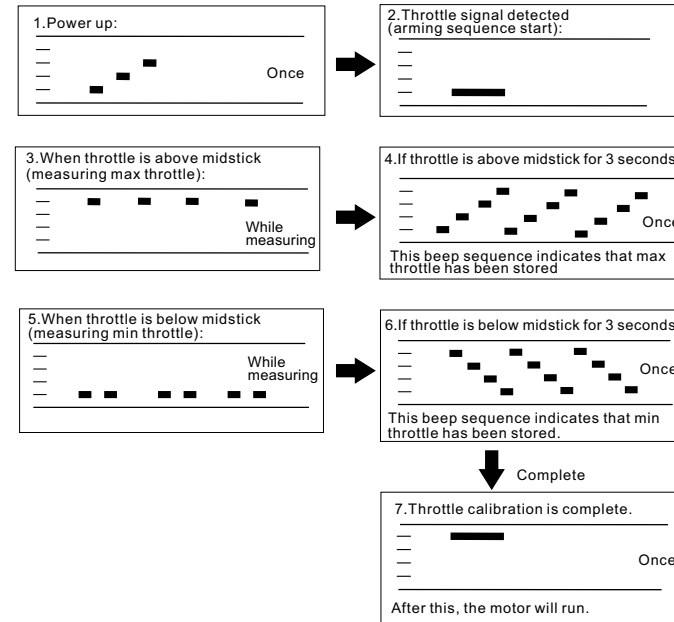 1.Power up:
Once
2.Throttle signal detected
(arming sequence start):
3.When throttle is above midstick
(measuring max throttle):
While
measuring
4.If throttle is above midstick for 3 seconds
Once
This beep sequence indicates that max
throttle has been stored
5.When throttle is below midstick
(measuring min throttle):
While
measuring
6.If throttle is below midstick for 3 seconds
Once
This beep sequence indicates that min
throttle has been stored.
Complete
7.Throttle calibration is complete.
Once
After this, the motor will run.